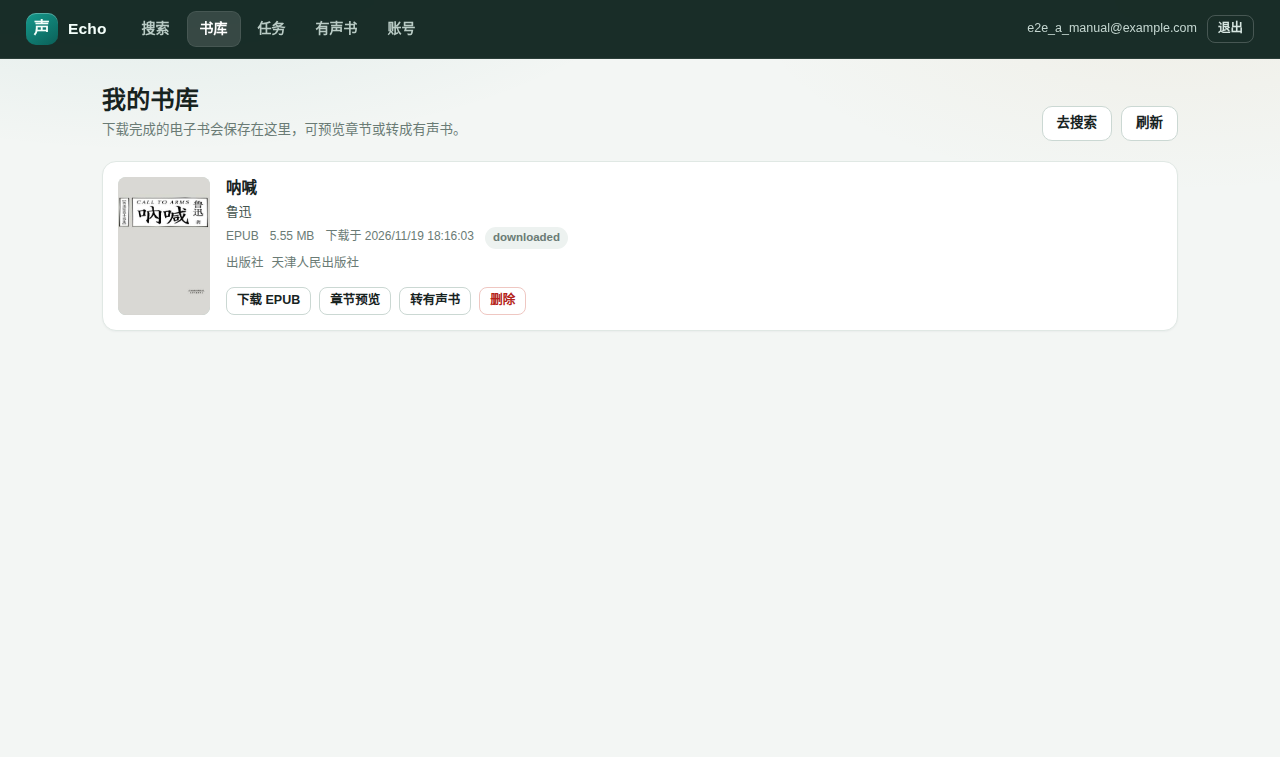 声 Echo 搜索 书库 任务 有声书 账号 e2e_a_manual@example.com 退出
我的书库
下载完成的电子书会保存在这里，可预览章节或转成有声书。
去搜索 刷新
CALL TO ARMS
呐喊
鲁迅
呐喊
鲁迅
EPUB 5.55 MB 下载于 2026/11/19 18:16:03 downloaded
出版社 天津人民出版社
下载 EPUB 章节预览 转有声书 删除